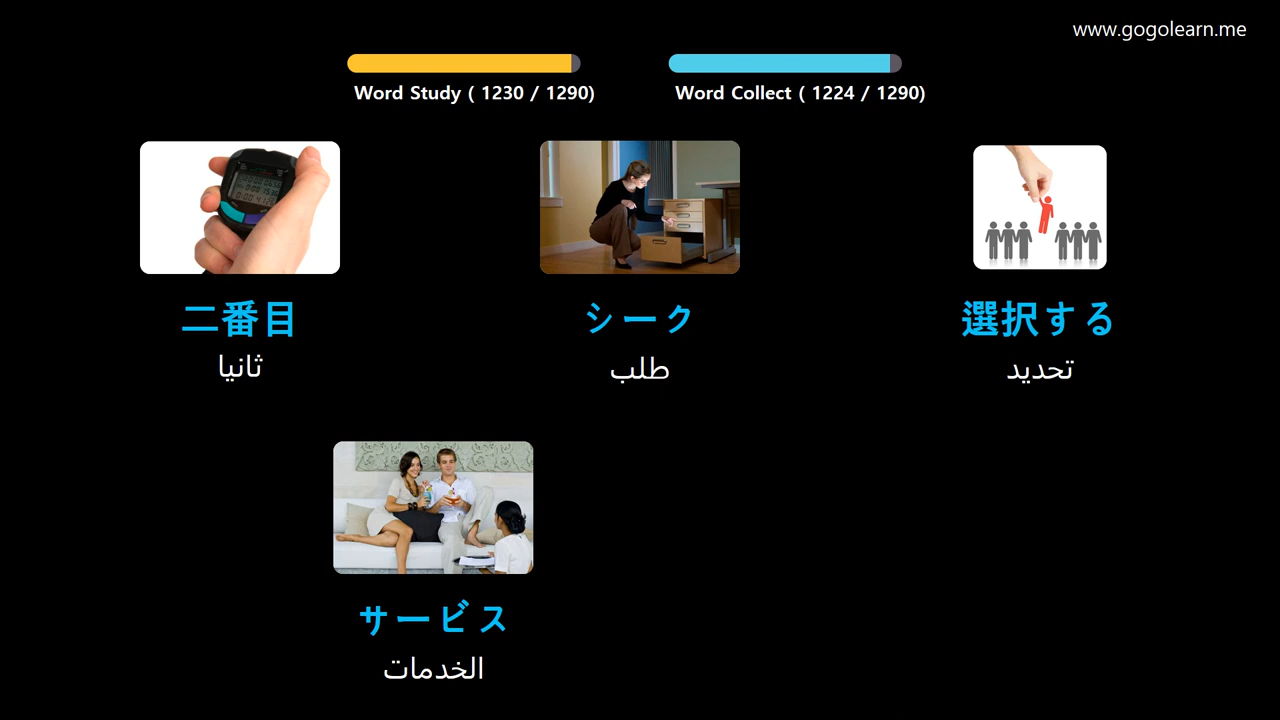 www.gogolearn.me
Word Study ( 1230 / 1290)
Word Collect ( 1224 / 1290)
二番目
ثانيا
シーク
طلب
選択する
تحديد
サービス
الخدمات